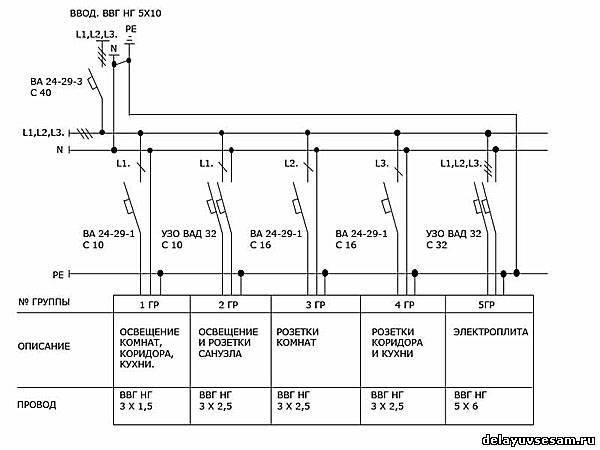 ВВОД. ВВГ НГ 5Х10
L1,L2,L3.
N
PE
ВА 24-29-3
С 40
L1,L2,L3.
N
L1.
L1.
L2.
L3.
L1,L2,L3.
ВА 24-29-1
С 10
УЗО ВАД 32
С 10
ВА 24-29-1
С 16
ВА 24-29-1
С 16
УЗО ВАД 32
С 32
PE
№ ГРУППЫ
1 ГР
2 ГР
3 ГР
4 ГР
5ГР
ОПИСАНИЕ
ОСВЕЩЕНИЕ
КОМНАТ,
КОРИДОРА,
КУХНИ.
ОСВЕЩЕНИЕ
И РОЗЕТКИ
САНУЗЛА
РОЗЕТКИ
КОМНАТ
РОЗЕТКИ
КОРИДОРА
И КУХНИ
ЭЛЕКТРОПЛИТА
ПРОВОД
ВВГ НГ
3 Х 1,5
ВВГ НГ
3 Х 2,5
ВВГ НГ
3 Х 2,5
ВВГ НГ
3 Х 2,5
ВВГ НГ
5 Х 6
delayuvsesam.ru